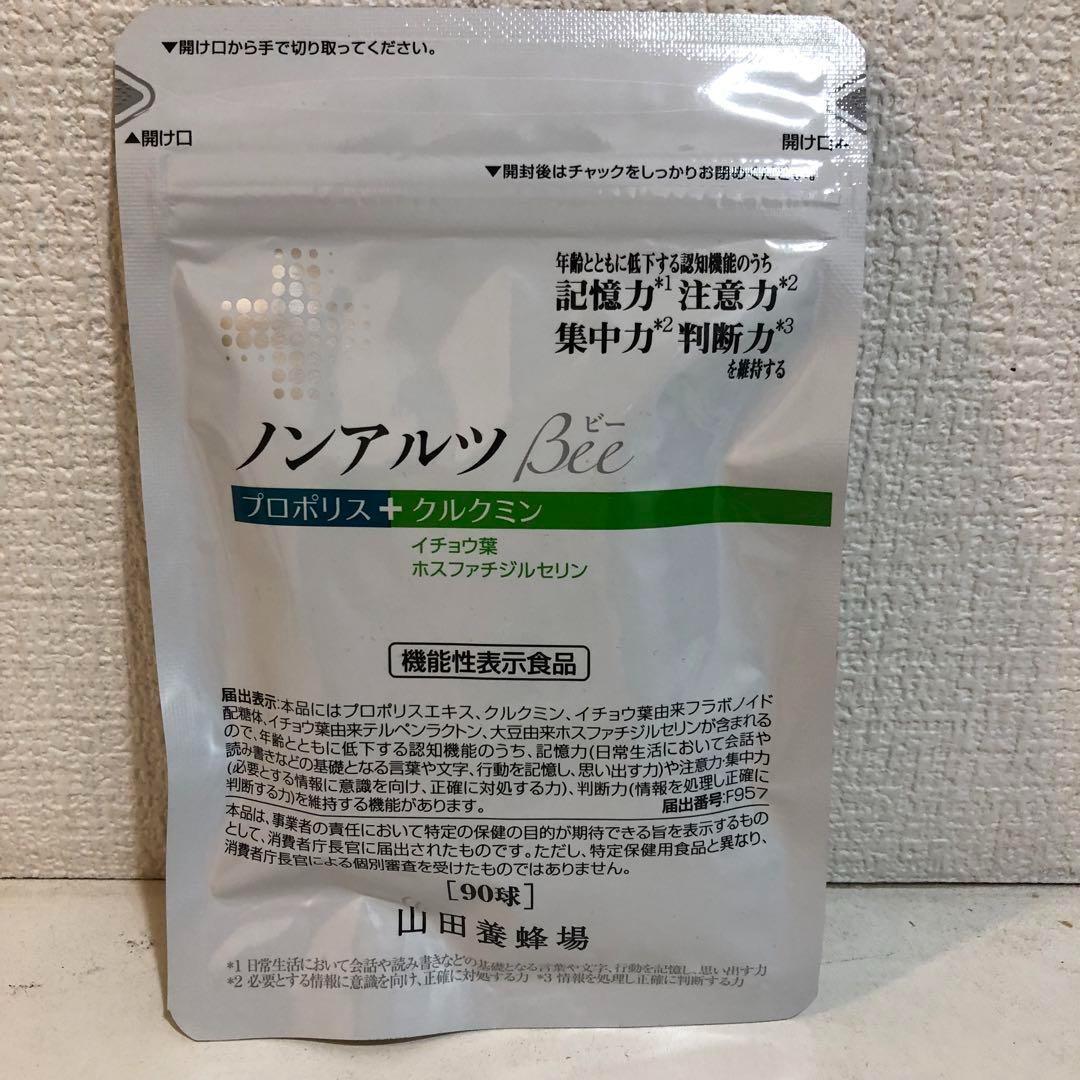 ▼開け口から手で切り取ってください。
▲開け口
開け口▲
▼開封後はチャックをしっかりお閉めください。
年齢とともに低下する認知機能のうち
記憶力*1 注意力*2
集中力*2 判断力*3
を維持する
ビー
ノンアルツ Bee
プロポリス+クルクミン
イチョウ葉
ホスファチジルセリン
機能性表示食品
届出表示:本品にはプロポリスエキス、クルクミン、イチョウ葉由来フラボノイド
配糖体、イチョウ葉由来テルペンラクトン、大豆由来ホスファチジルセリンが含まれる
ので、年齢とともに低下する認知機能のうち、記憶力(日常生活において会話や
読み書きなどの基礎となる言葉や文字、行動を記憶し、思い出す力)や注意力・集中力
(必要とする情報に意識を向け、正確に対処する力)、判断力(情報を処理し正確に
判断する力)を維持する機能があります。 届出番号:F957
本品は、事業者の責任において特定の保健の目的が期待できる旨を表示するもの
として、消費者庁長官に届出されたものです。ただし、特定保健用食品と異なり、
消費者庁長官による個別審査を受けたものではありません。
[90球]
山田養蜂場
*1 日常生活において会話や読み書きなどの基礎となる言葉や文字、行動を記憶し、思い出す力
*2 必要とする情報に意識を向け、正確に対処する力 *3 情報を処理し正確に判断する力